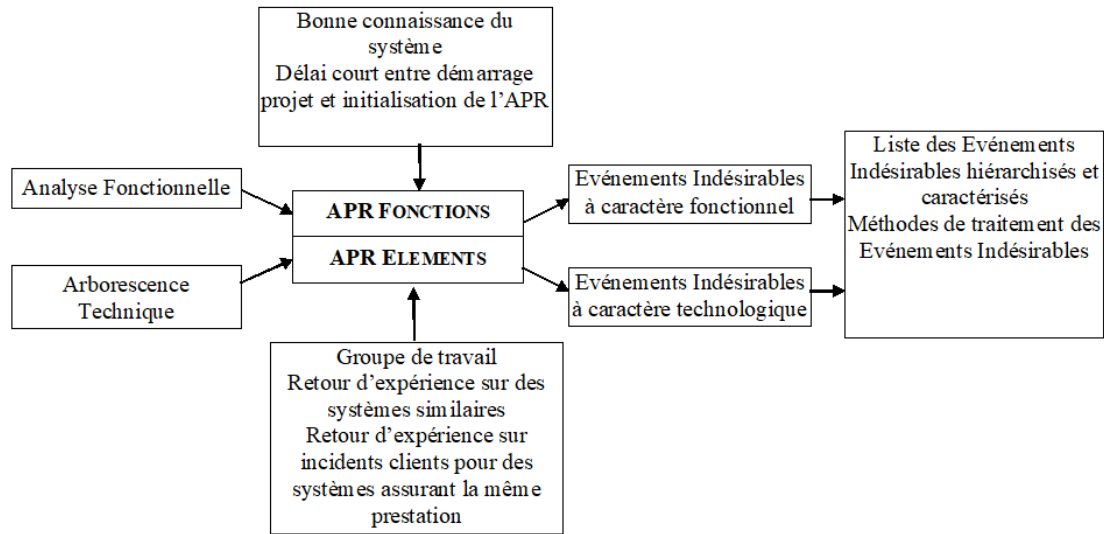 Bonne connaissance du
système
Délai court entre démarrage
projet et initialisation de l’APR
Analyse Fonctionnelle
Arborescence
Technique
APR FONCTIONS
APR ELEMENTS
Groupe de travail
Retour d’expérience sur des
systèmes similaires
Retour d’expérience sur
incidents clients pour des
systèmes assurant la même
prestation
Evénements Indésirables
à caractère fonctionnel
Evénements Indésirables
à caractère technologique
Liste des Evénements
Indésirables hiérarchisés et
caractérisés
Méthodes de traitement des
Evénements Indésirables